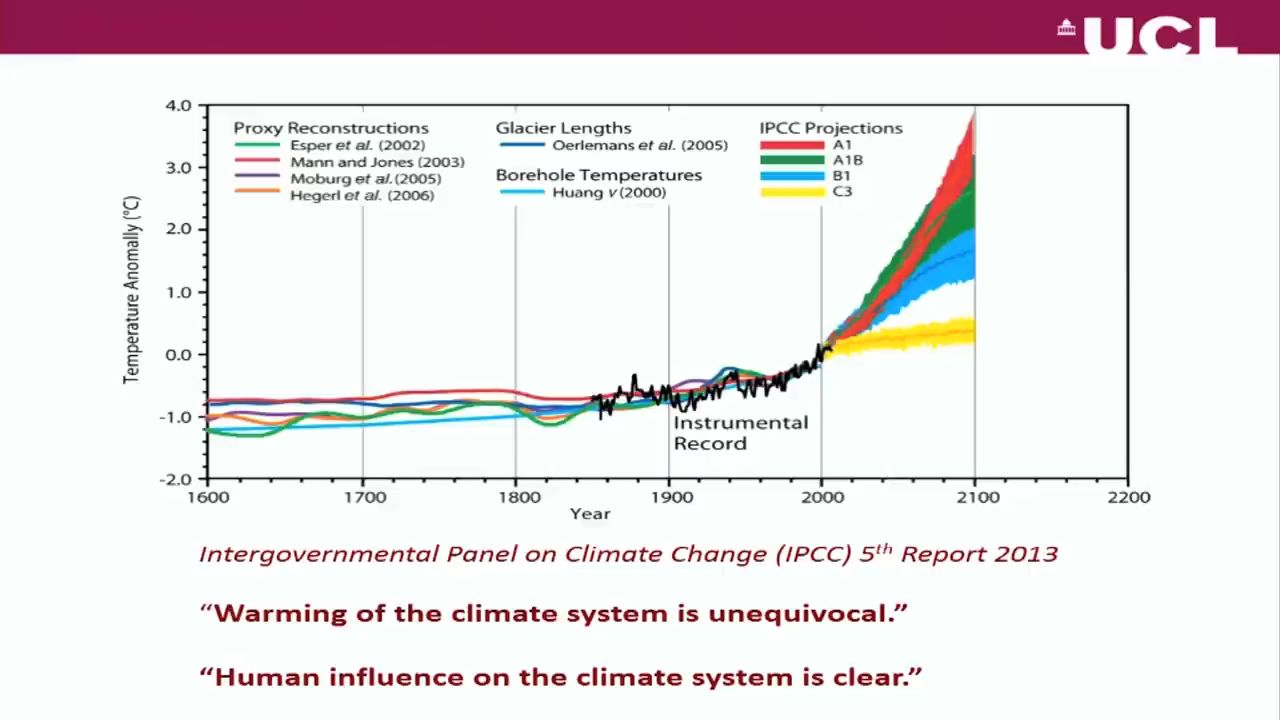 UCL
4.0
3.0
2.0
1.0
0.0
-1.0
-2.0
Temperature Anomally (°C)
Proxy Reconstructions
Esper et al. (2002)
Mann and Jones (2003)
Moburg et al. (2005)
Hegerl et al. (2006)
Glacier Lengths
Oerlemans et al. (2005)
Borehole Temperatures
Huang v (2000)
IPCC Projections
A1
A1B
B1
C3
Instrumental
Record
1600 1700 1800 1900 2000 2100 2200
Year
Intergovernmental Panel on Climate Change (IPCC) 5th Report 2013
“Warming of the climate system is unequivocal.”
“Human influence on the climate system is clear.”